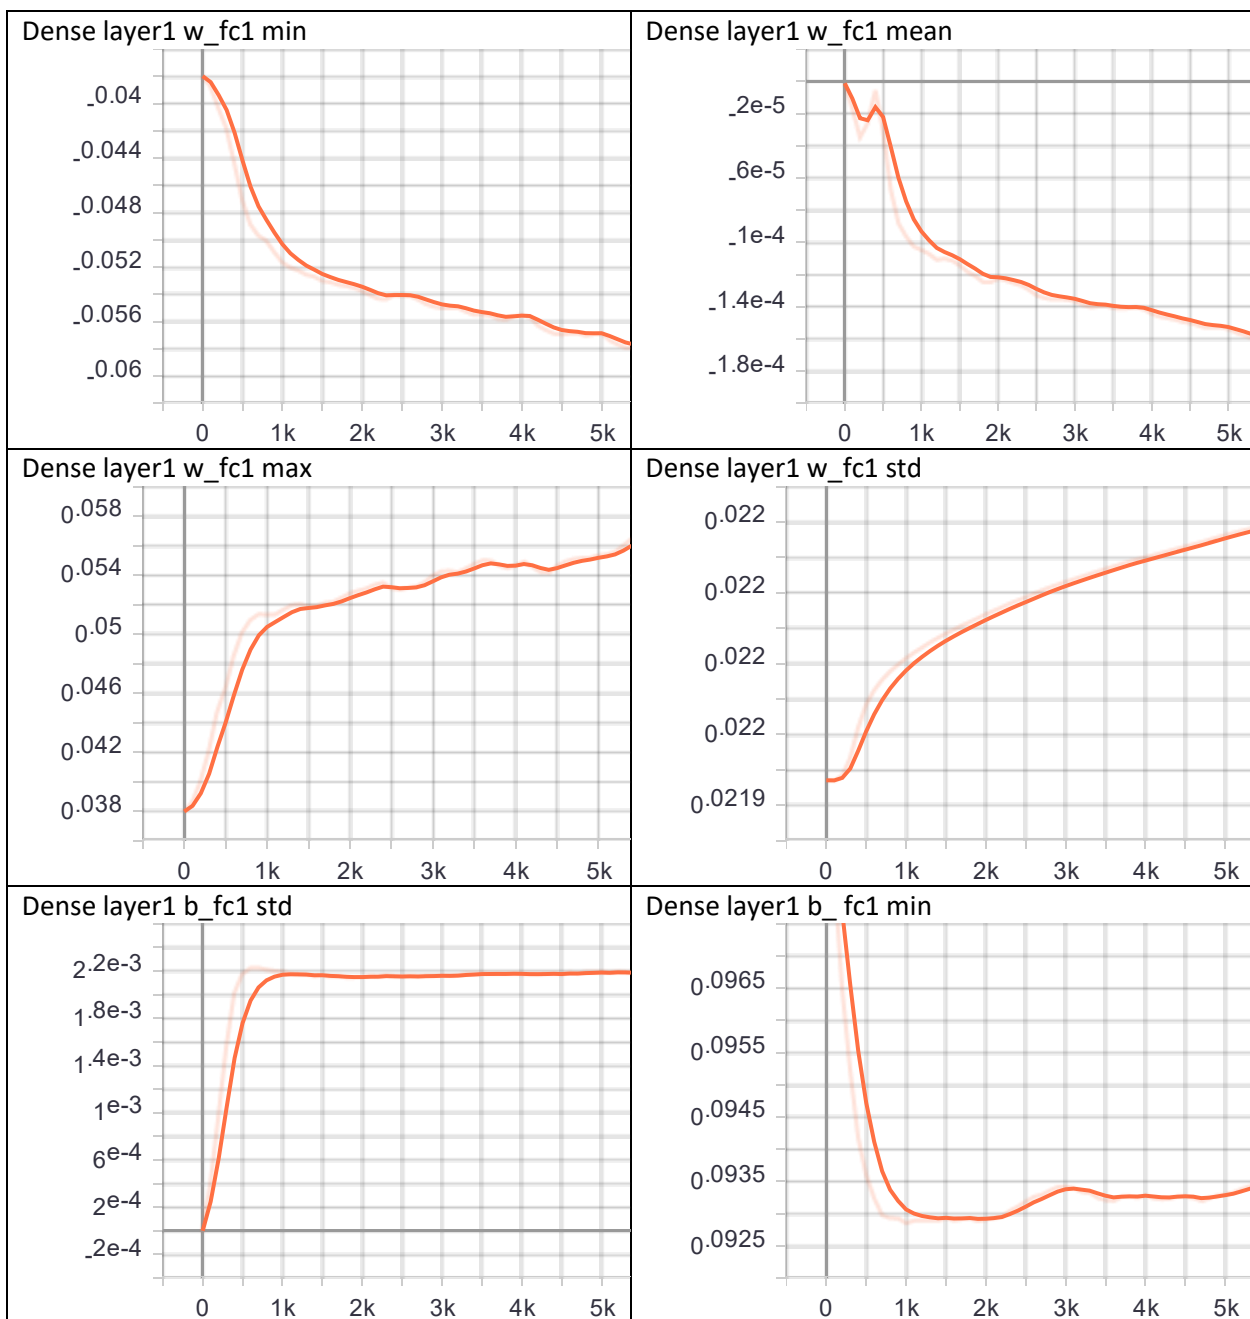 Dense layer1 w_fc1 min
-0.04
-0.044
-0.048
-0.052
-0.056
-0.06
0 1k 2k 3k 4k 5k
Dense layer1 w_fc1 mean
-2e-5
-6e-5
-1e-4
-1.4e-4
-1.8e-4
0 1k 2k 3k 4k 5k
Dense layer1 w_fc1 max
0.058
0.054
0.05
0.046
0.042
0.038
0 1k 2k 3k 4k 5k
Dense layer1 w_fc1 std
0.022
0.022
0.022
0.022
0.0219
0 1k 2k 3k 4k 5k
Dense layer1 b_fc1 std
2.2e-3
1.8e-3
1.4e-3
1e-3
6e-4
2e-4
-2e-4
0 1k 2k 3k 4k 5k
Dense layer1 b_ fc1 min
0.0965
0.0955
0.0945
0.0935
0.0925
0 1k 2k 3k 4k 5k